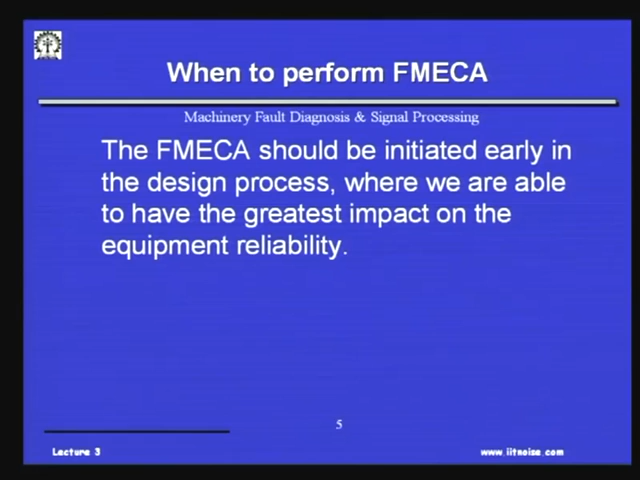 When to perform FMECA
Machinery Fault Diagnosis & Signal Processing
The FMECA should be initiated early in
the design process, where we are able
to have the greatest impact on the
equipment reliability.
5
Lecture 3
www.iitnoise.com